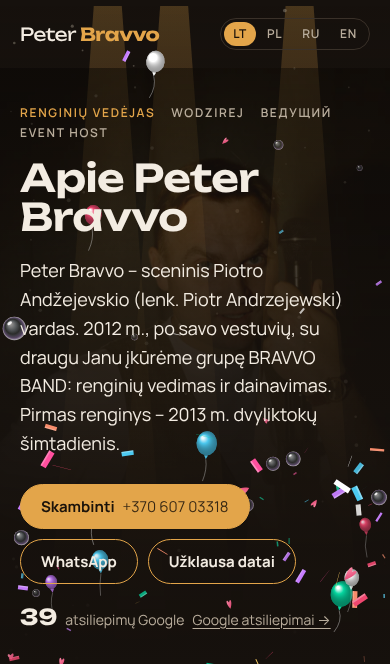 Peter Bravvo
LT PL RU EN
RENGINIŲ VEDĖJAS WODZIREJ ВЕДУЩИЙ
EVENT HOST
Apie Peter
Bravvo
Peter Bravvo – sceninis Piotro
Andžejevskio (lenk. Piotr Andrzejewski)
vardas. 2012 m., po savo vestuvių, su
draugu Janu įkūrėme grupę BRAVVO
BAND: renginių vedimas ir dainavimas.
Pirmas renginys – 2013 m. dvyliktokų
šimtadienis.
Skambinti +370 607 03318
WhatsApp Užklausa datai
39 atsiliepimų Google Google atsiliepimai →